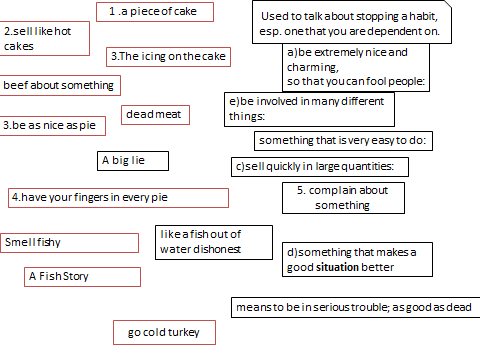 1 .a piece of cake
Used to talk about stopping a habit,
esp. one that you are dependent on.
2.sell like hot
cakes
3.The icing on the cake
a)be extremely nice and
charming,
so that you can fool people:
beef about something
dead meat
e)be involved in many different
things:
3.be as nice as pie
something that is very easy to do:
A big lie
c)sell quickly in large quantities:
4.have your fingers in every pie
5. complain about
something
Smell fishy
like a fish out of
water dishonest
d)something that makes a
good situation better
A Fish Story
means to be in serious trouble; as good as dead
go cold turkey